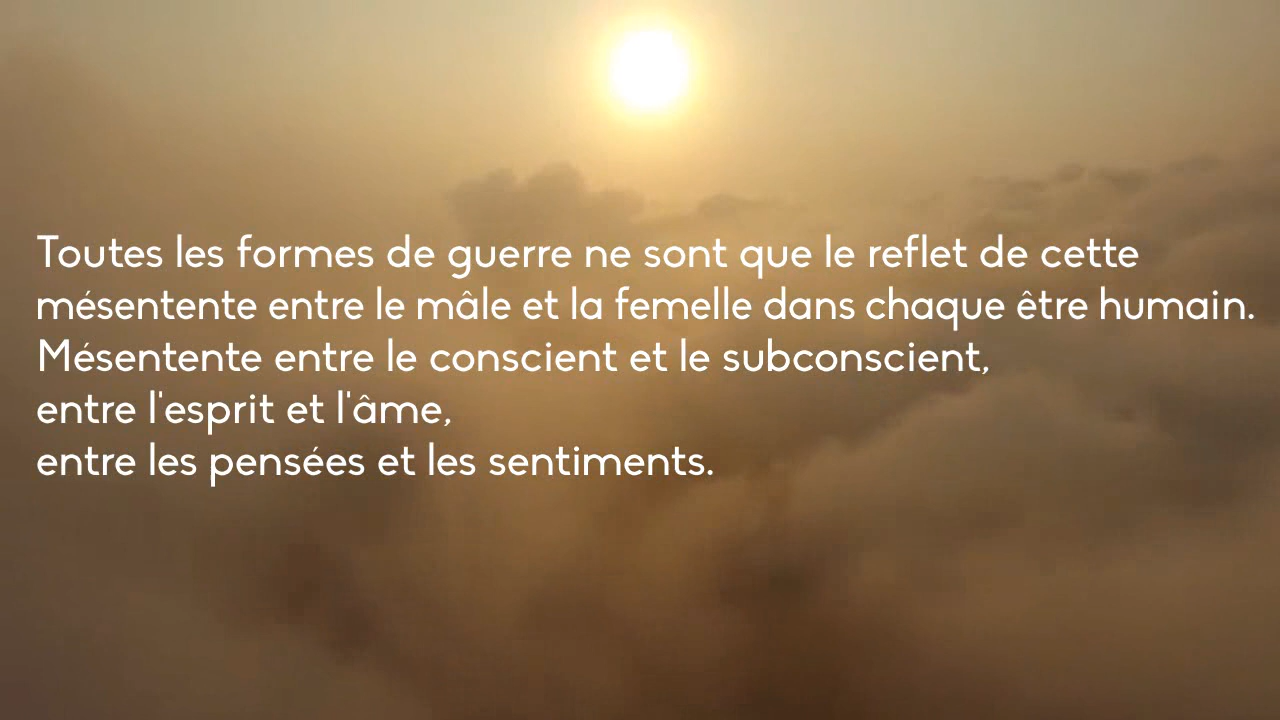 Toutes les formes de guerre ne sont que le reflet de cette
mésentente entre le mâle et la femelle dans chaque être humain.
Mésentente entre le conscient et le subconscient,
entre l'esprit et l'âme,
entre les pensées et les sentiments.